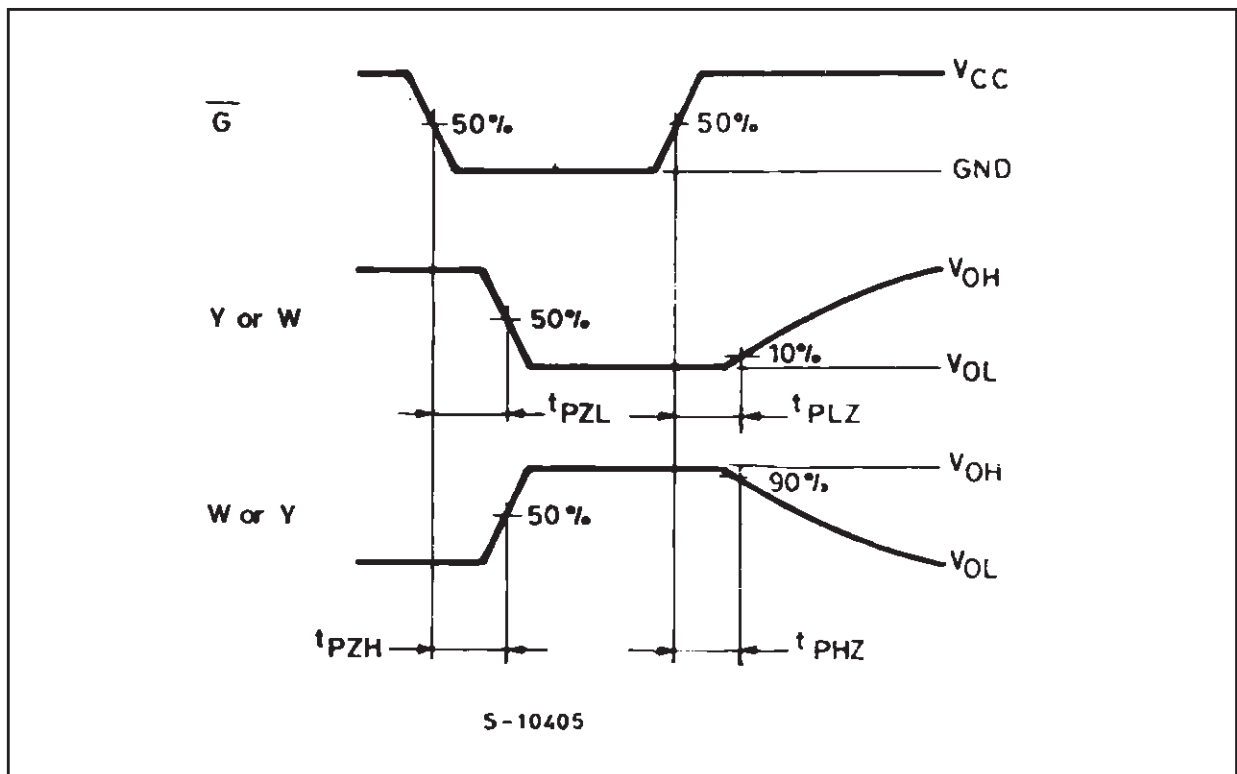 VCC
G
50%
50%
GND
VOH
Y or W
50%
10%
VOL
tPZL
tPLZ
VOH
90%
W or Y
50%
VOL
tPZH
tPHZ
S-10405